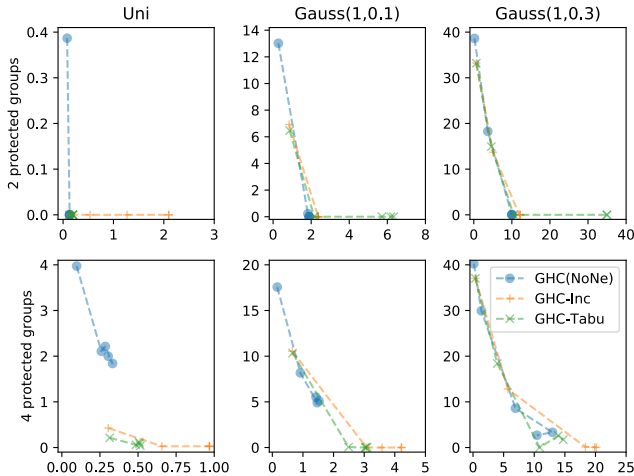 Uni
Gauss(1,0.1)
Gauss(1,0.3)
2 protected groups
0.4
0.3
0.2
0.1
0.0
0 1 2 3
14
12
10
8
6
4
2
0
0 2 4 6 8
40
30
20
10
0
0 10 20 30 40
4 protected groups
4
3
2
1
0
0.00 0.25 0.50 0.75 1.00
20
15
10
5
0
0 2 4 6
40
30
20
10
0
0 5 10 15 20 25
GHC(NoNe)
GHC-Inc
GHC-Tabu